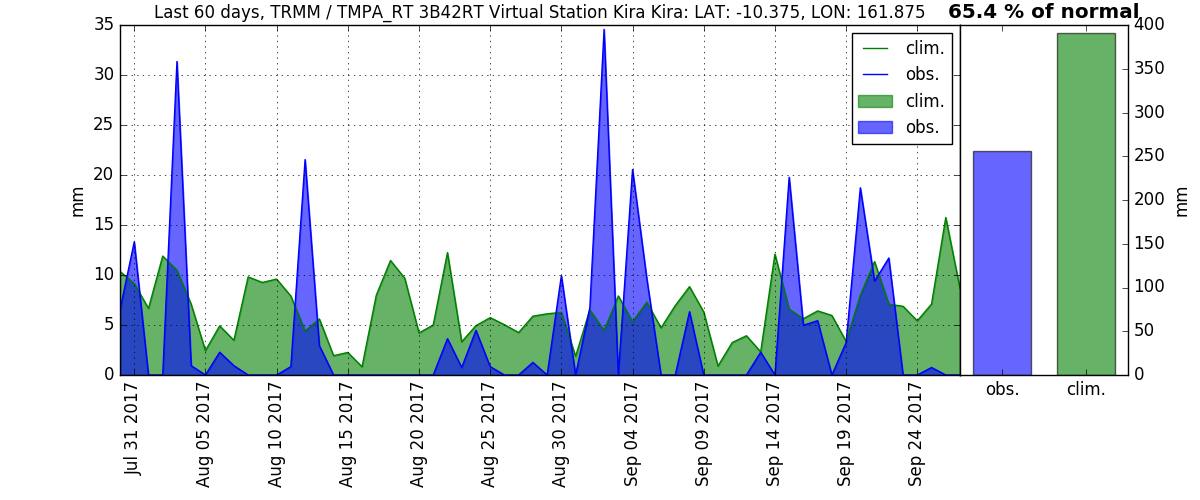 Last 60 days, TRMM / TMPA_RT 3B42RT Virtual Station Kira Kira: LAT: -10.375, LON: 161.875
65.4 % of normal
35
30
25
20
15
10
5
0
mm
clim.
obs.
clim.
obs.
400
350
300
250
200
150
100
50
0
mm
Jul 31 2017
Aug 05 2017
Aug 10 2017
Aug 15 2017
Aug 20 2017
Aug 25 2017
Aug 30 2017
Sep 04 2017
Sep 09 2017
Sep 14 2017
Sep 19 2017
Sep 24 2017
obs.
clim.